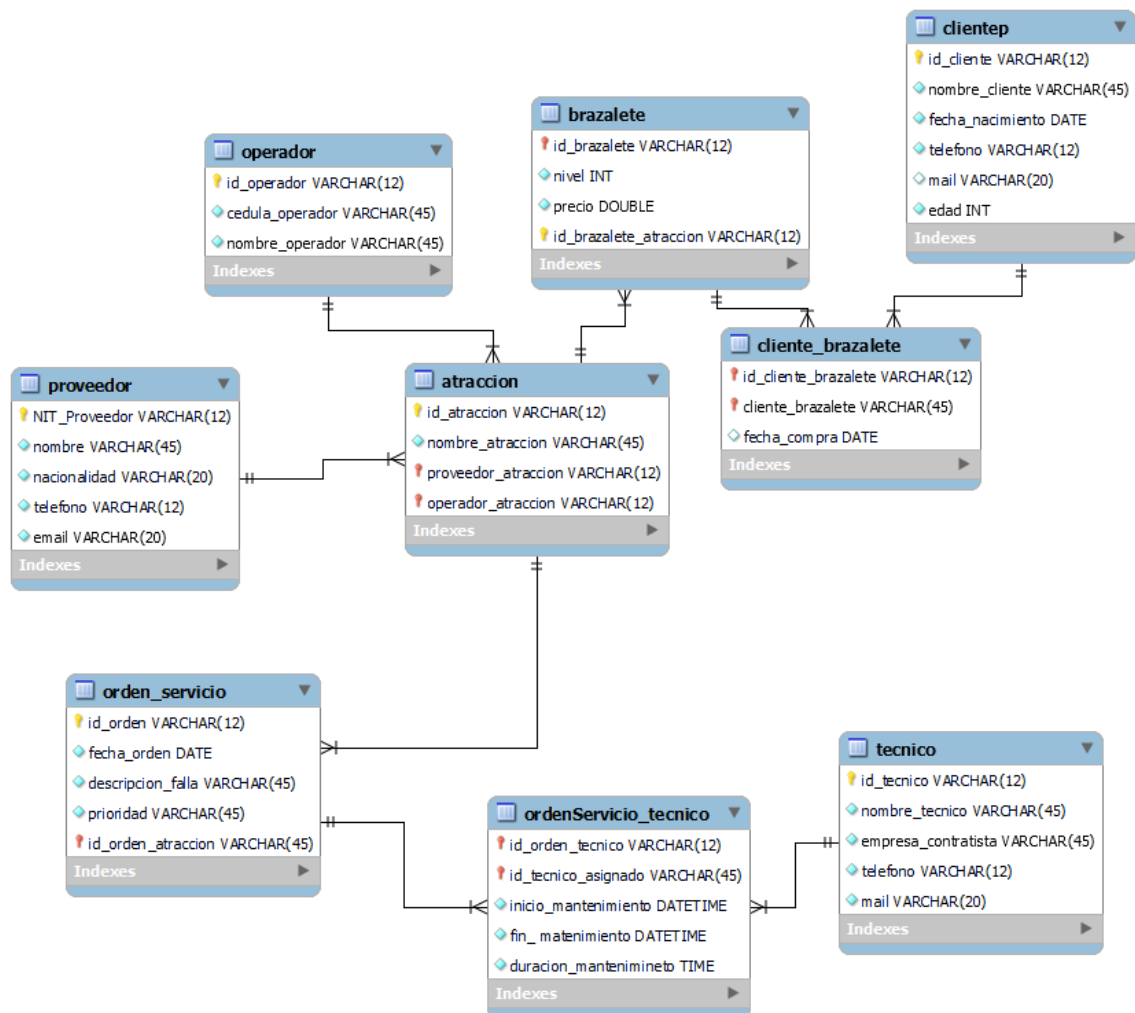 clientep
id_cliente VARCHAR(12)
nombre_cliente VARCHAR(45)
fecha_nacimiento DATE
telefono VARCHAR(12)
mail VARCHAR(20)
edad INT
Indexes
brazalete
id_brazalete VARCHAR(12)
nivel INT
precio DOUBLE
id_brazalete_atraccion VARCHAR(12)
Indexes
operador
id_operador VARCHAR(12)
cedula_operador VARCHAR(45)
nombre_operador VARCHAR(45)
Indexes
cliente_brazalete
id_cliente_brazalete VARCHAR(12)
cliente_brazalete VARCHAR(45)
fecha_compra DATE
Indexes
proveedor
NIT_Proveedor VARCHAR(12)
nombre VARCHAR(45)
nacionalidad VARCHAR(20)
telefono VARCHAR(12)
email VARCHAR(20)
Indexes
atraccion
id_atraccion VARCHAR(12)
nombre_atraccion VARCHAR(45)
proveedor_atraccion VARCHAR(12)
operador_atraccion VARCHAR(12)
Indexes
orden_servicio
id_orden VARCHAR(12)
fecha_orden DATE
descripcion_falla VARCHAR(45)
prioridad VARCHAR(45)
id_orden_atraccion VARCHAR(45)
Indexes
ordenServicio_tecnico
id_orden_tecnico VARCHAR(12)
id_tecnico_asignado VARCHAR(45)
inicio_mantenimiento DATETIME
fin_ matenimiento DATETIME
duracion_mantenimineto TIME
Indexes
tecnico
id_tecnico VARCHAR(12)
nombre_tecnico VARCHAR(45)
empresa_contratista VARCHAR(45)
telefono VARCHAR(12)
mail VARCHAR(20)
Indexes